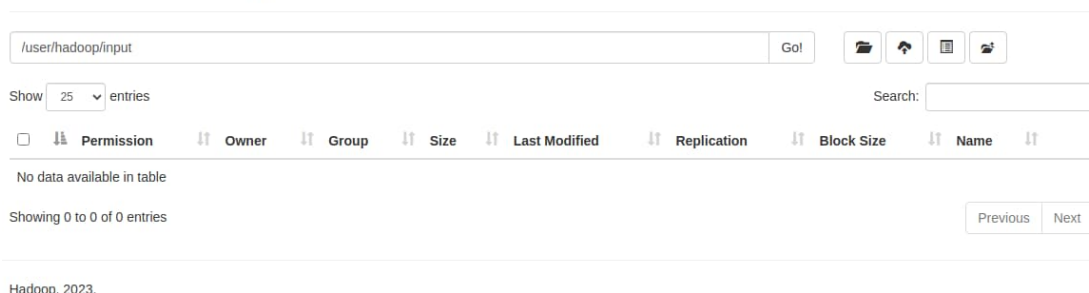 /user/hadoop/input Go!
Show 25 entries Search:
Permission Owner Group Size Last Modified Replication Block Size Name
No data available in table
Showing 0 to 0 of 0 entries Previous Next
Hadoop, 2023.